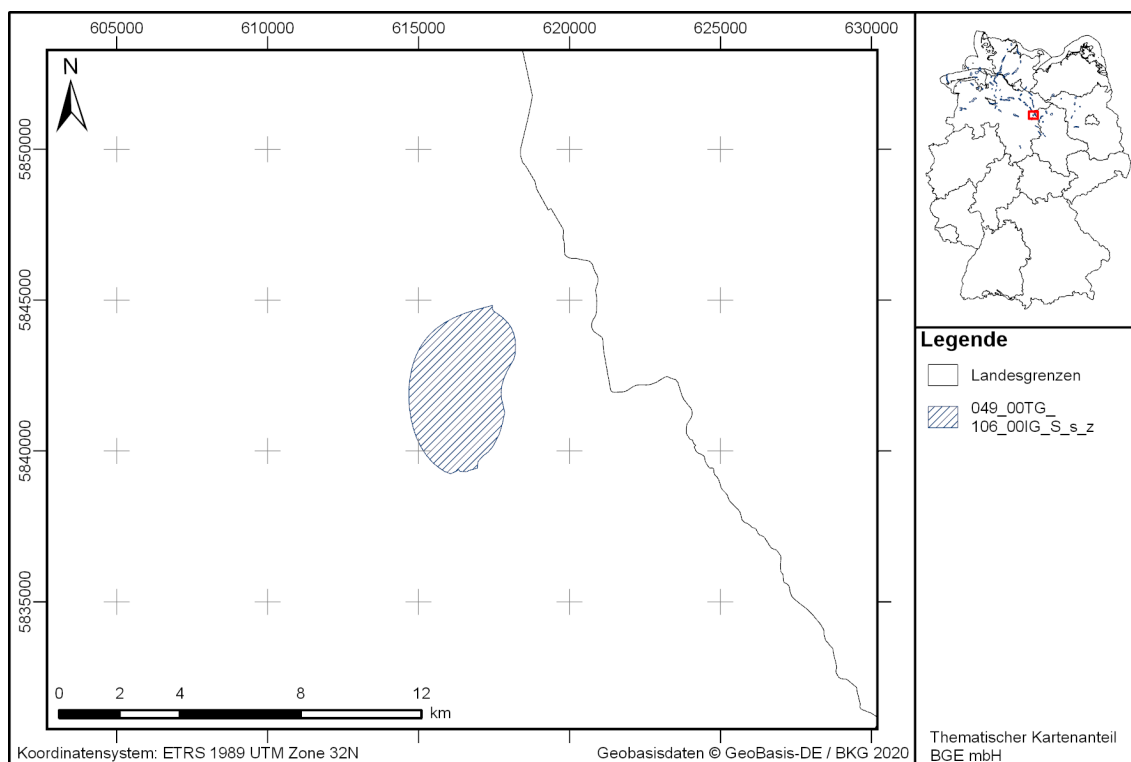 605000 610000 615000 620000 625000 630000
N
5850000
5845000
5840000
5835000
0 2 4 8 12
km
Koordinatensystem: ETRS 1989 UTM Zone 32N
Geobasisdaten © GeoBasis-DE / BKG 2020
Legende
Landesgrenzen
049_00TG_
106_00IG_S_s_z
Thematischer Kartenanteil
BGE mbH